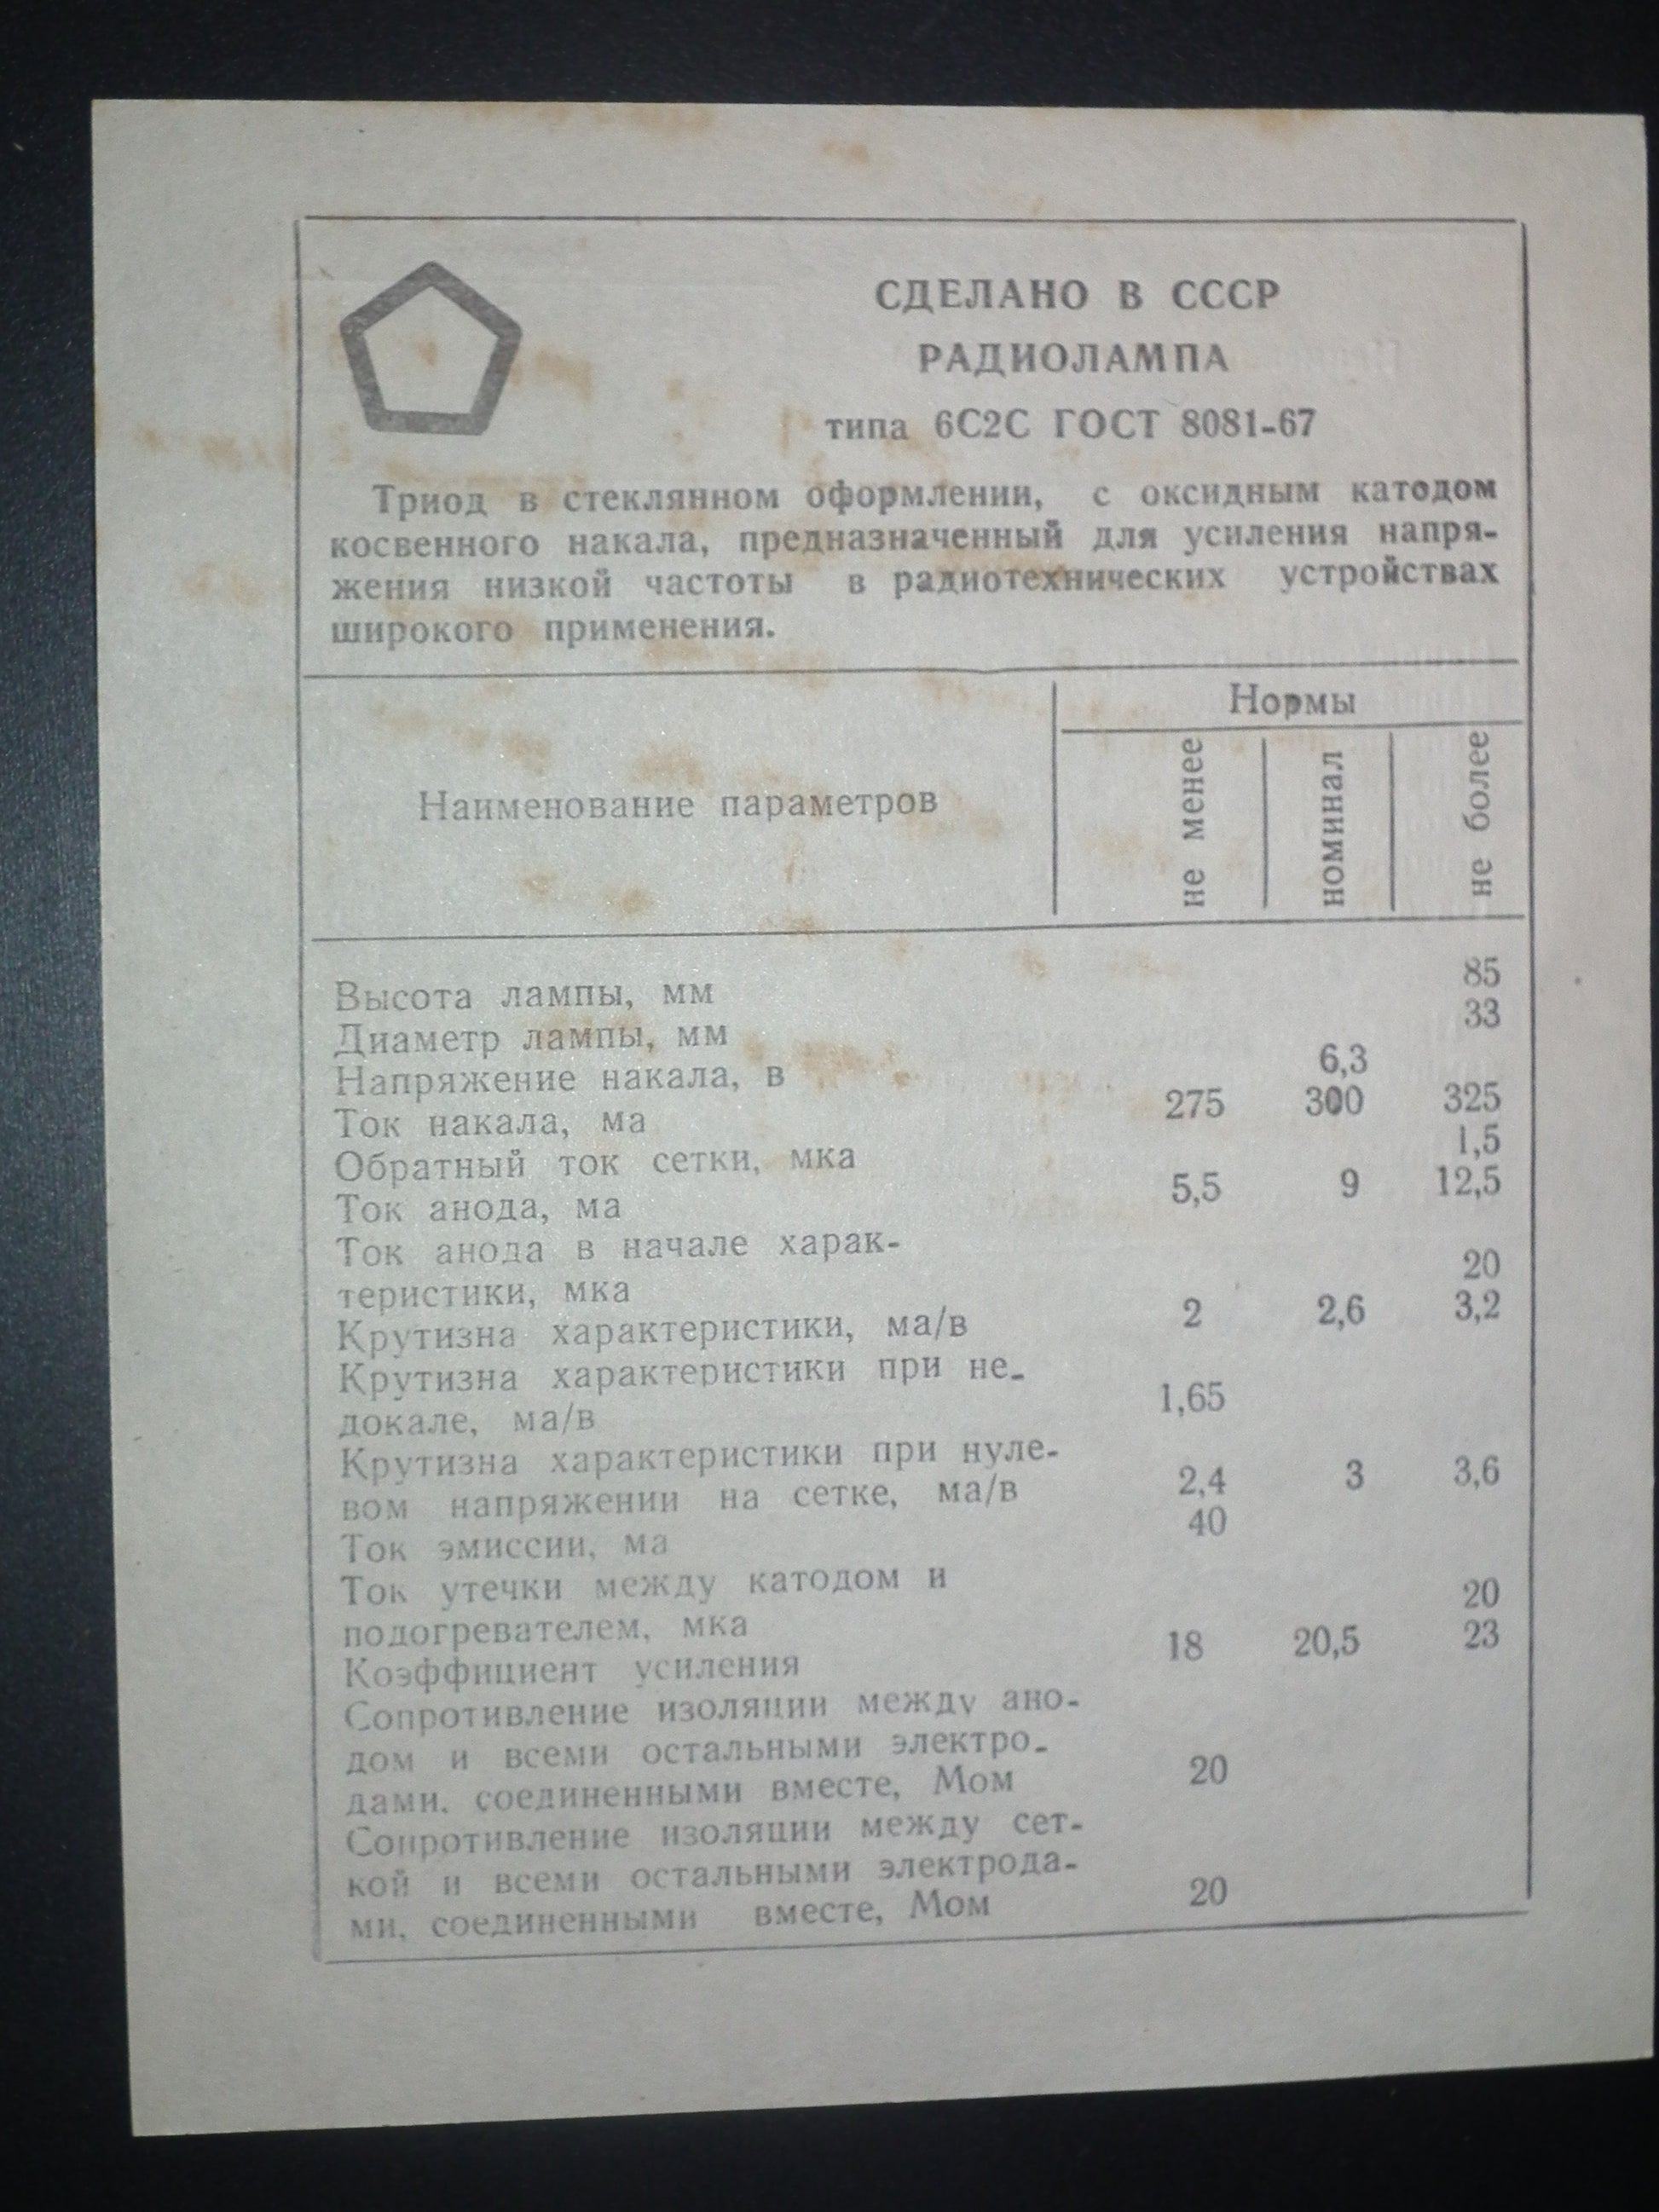 СДЕЛАНО В СССР
РАДИОЛАМПА
типа 6С2С ГОСТ 8081-67
Триод в стеклянном оформлении, с оксидным катодом
косвенного накала, предназначенный для усиления напря-
жения низкой частоты в радиотехнических устройствах
широкого применения.
Наименование параметров
Нормы
не менее
номинал
не более
Высота лампы, мм 85
Диаметр лампы, мм 33
Напряжение накала, в 6,3
Ток накала, ма 275 300 325
Обратный ток сетки, мка 1,5
Ток анода, ма 5,5 9 12,5
Ток анода в начале харак-
теристики, мка 20
Крутизна характеристики, ма/в 2 2,6 3,2
Крутизна характеристики при не-
докале, ма/в 1,65
Крутизна характеристики при нуле-
вом напряжении на сетке, ма/в 2,4 3 3,6
Ток эмиссии, ма 40
Ток утечки между катодом и
подогревателем, мка 20
Коэффициент усиления 18 20,5 23
Сопротивление изоляции между ано-
дом и всеми остальными электро-
дами, соединенными вместе, Мом 20
Сопротивление изоляции между сет-
кой и всеми остальными электрода-
ми, соединенными вместе, Мом 20